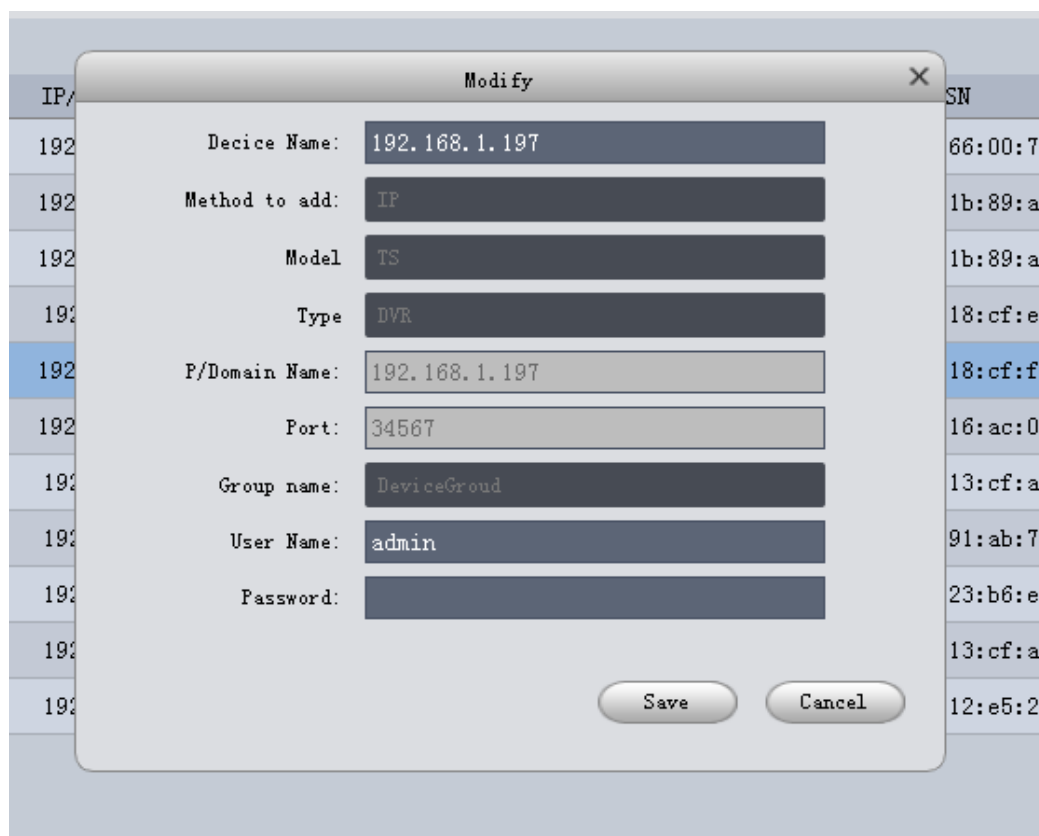 Modify
IP/ SN
192 Decice Name: 192.168.1.197 66:00:7
192 Method to add: IP 1b:89:a
192 Model TS 1b:89:a
192 Type DVR 18:cf:e
192 P/Domain Name: 192.168.1.197 18:cf:f
192 Port: 34567 16:ac:0
192 Group name: DeviceGroud 13:cf:a
192 User Name: admin 91:ab:7
192 Password: 23:b6:e
192 13:cf:a
192 Save Cancel 12:e5:2